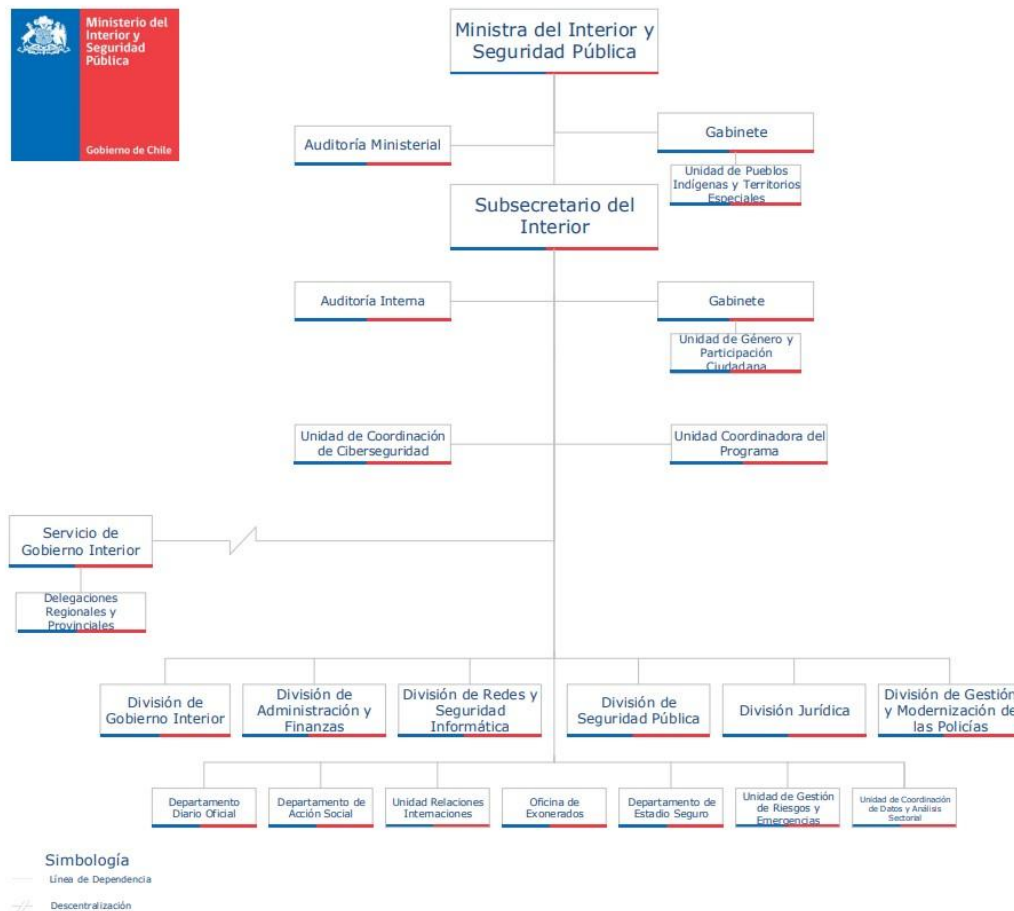 Ministerio del
Interior y
Seguridad
Pública
Gobierno de Chile
Ministra del Interior y
Seguridad Pública
Auditoría Ministerial
Gabinete
Unidad de Pueblos
Indígenas y Territorios
Especiales
Subsecretario del
Interior
Auditoría Interna
Gabinete
Unidad de Género y
Participación
Ciudadana
Unidad de Coordinación
de Ciberseguridad
Unidad Coordinadora del
Programa
Servicio de
Gobierno Interior
Delegaciones
Regionales y
Provinciales
División de
Gobierno Interior
División de
Administración y
Finanzas
División de Redes y
Seguridad
Informática
División de
Seguridad Pública
División Jurídica
División de Gestión
y Modernización de
las Policías
Departamento
Diario Oficial
Departamento de
Acción Social
Unidad Relaciones
Internaciones
Oficina de
Exonerados
Departamento de
Estadio Seguro
Unidad de Gestión
de Riesgos y
Emergencias
Unidad de Coordinación
de Datos y Análisis
Sectorial
Simbología
Línea de Dependencia
Descentralización